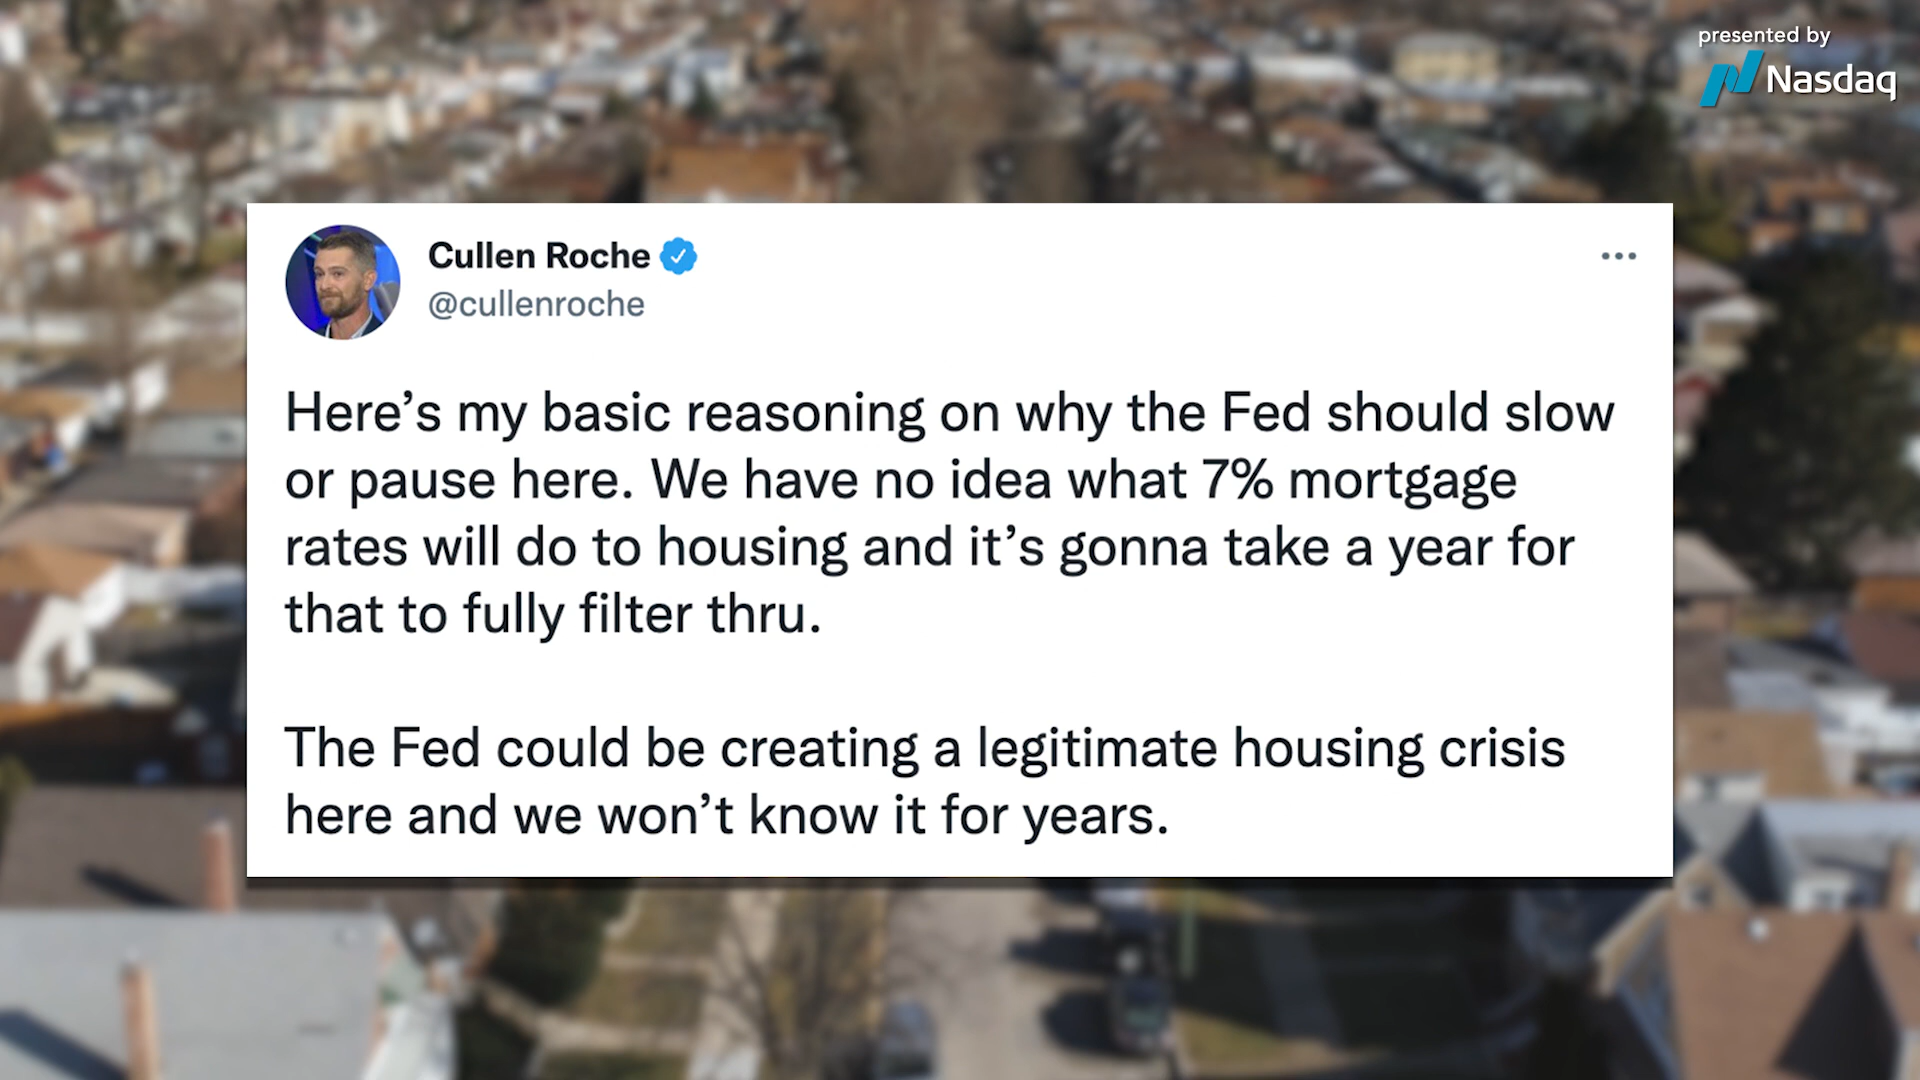 presented by
Nasdaq
Cullen Roche
@cullenroche
Here’s my basic reasoning on why the Fed should slow
or pause here. We have no idea what 7% mortgage
rates will do to housing and it’s gonna take a year for
that to fully filter thru.
The Fed could be creating a legitimate housing crisis
here and we won’t know it for years.